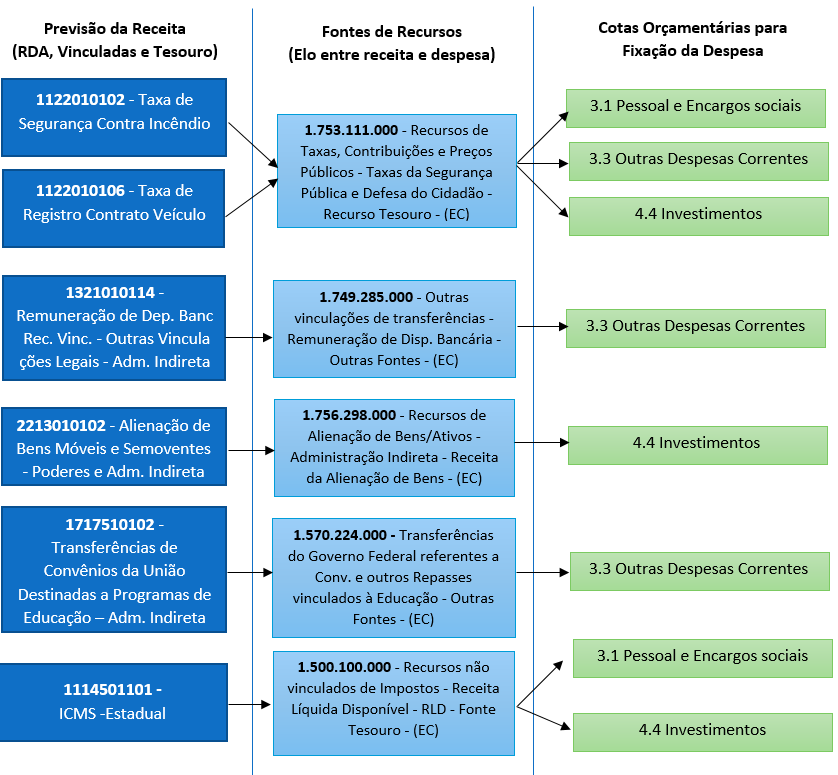 Previsão da Receita
(RDA, Vinculadas e Tesouro)
Fontes de Recursos
(Elo entre receita e despesa)
Cotas Orçamentárias para
Fixação da Despesa
1122010102 - Taxa de
Segurança Contra Incêndio
1122010106 - Taxa de
Registro Contrato Veículo
1.753.111.000 - Recursos de
Taxas, Contribuições e Preços
Públicos - Taxas da Segurança
Pública e Defesa do Cidadão -
Recurso Tesouro - (EC)
3.1 Pessoal e Encargos sociais
3.3 Outras Despesas Correntes
4.4 Investimentos
1321010114 -
Remuneração de Dep. Banc
Rec. Vinc. - Outras Vincula
ções Legais - Adm. Indireta
1.749.285.000 - Outras
vinculações de transferências -
Remuneração de Disp. Bancária -
Outras Fontes - (EC)
3.3 Outras Despesas Correntes
2213010102 - Alienação de
Bens Móveis e Semoventes
- Poderes e Adm. Indireta
1.756.298.000 - Recursos de
Alienação de Bens/Ativos -
Administração Indireta - Receita
da Alienação de Bens - (EC)
4.4 Investimentos
1717510102 -
Transferências de
Convênios da União
Destinadas a Programas de
Educação – Adm. Indireta
1.570.224.000 - Transferências
do Governo Federal referentes a
Conv. e outros Repasses
vinculados à Educação - Outras
Fontes - (EC)
3.3 Outras Despesas Correntes
1114501101 -
ICMS -Estadual
1.500.100.000 - Recursos não
vinculados de Impostos - Receita
Líquida Disponível - RLD - Fonte
Tesouro - (EC)
3.1 Pessoal e Encargos sociais
4.4 Investimentos